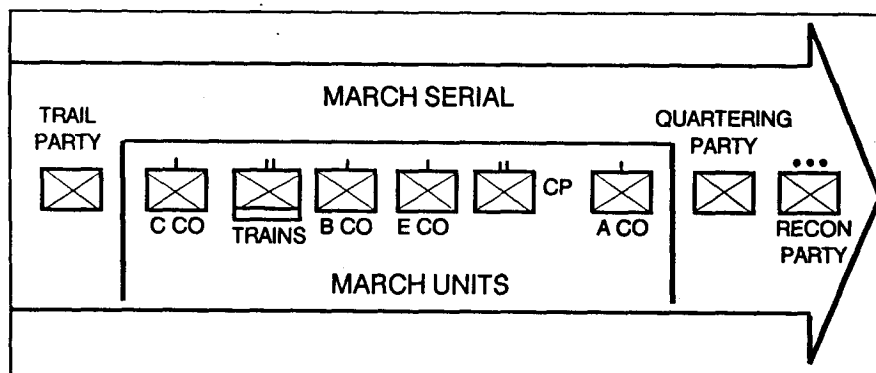 MARCH SERIAL
TRAIL
PARTY
QUARTERING
PARTY
C CO
TRAINS
B CO
E CO
CP
A CO
RECON
PARTY
MARCH UNITS